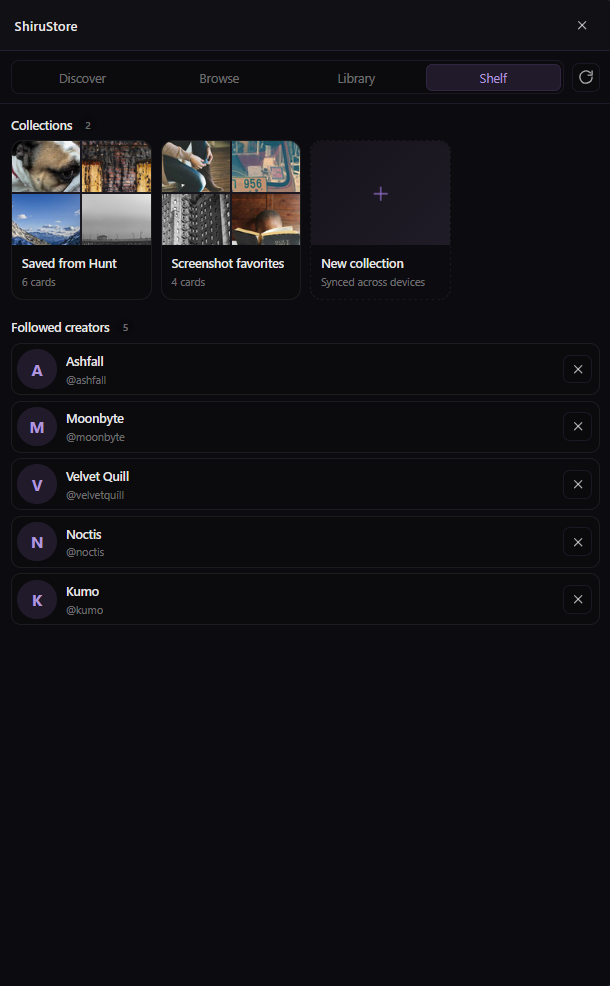 ShiruStore
Discover
Browse
Library
Shelf
Collections 2
956
Saved from Hunt
6 cards
Screenshot favorites
4 cards
New collection
Synced across devices
Followed creators 5
A
Ashfall
@ashfall
M
Moonbyte
@moonbyte
V
Velvet Quill
@velvetquill
N
Noctis
@noctis
K
Kumo
@kumo